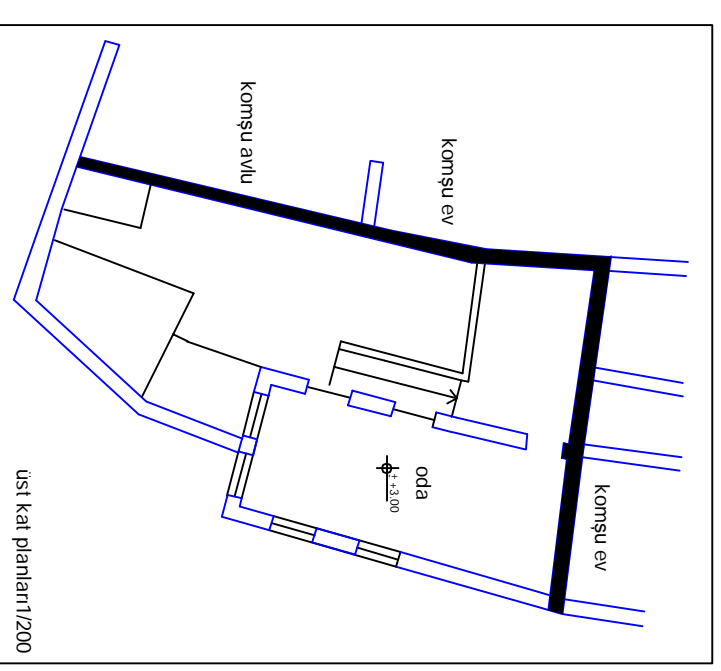 komşu ev
komşu ev
komşu avlu
oda
± +3,00
üst kat planları1/200